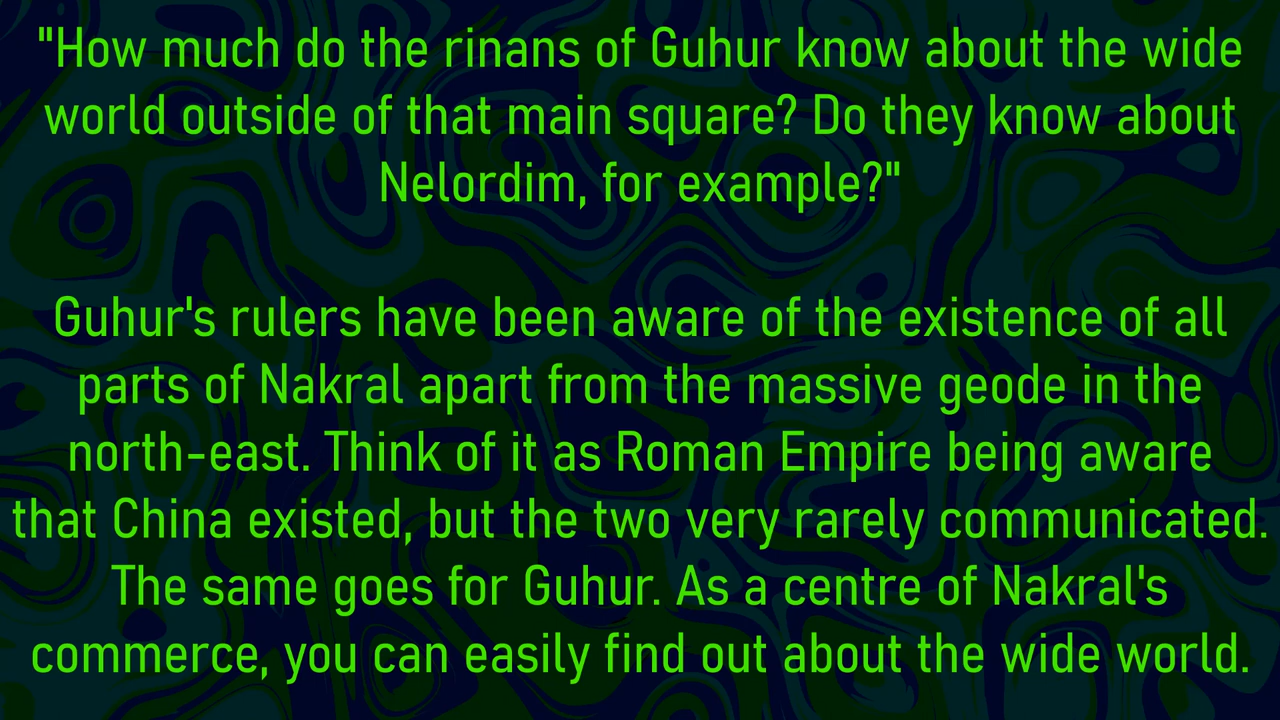 "How much do the rinans of Guhur know about the wide
world outside of that main square? Do they know about
Nelordim, for example?"
Guhur's rulers have been aware of the existence of all
parts of Nakral apart from the massive geode in the
north-east. Think of it as Roman Empire being aware
that China existed, but the two very rarely communicated.
The same goes for Guhur. As a centre of Nakral's
commerce, you can easily find out about the wide world.